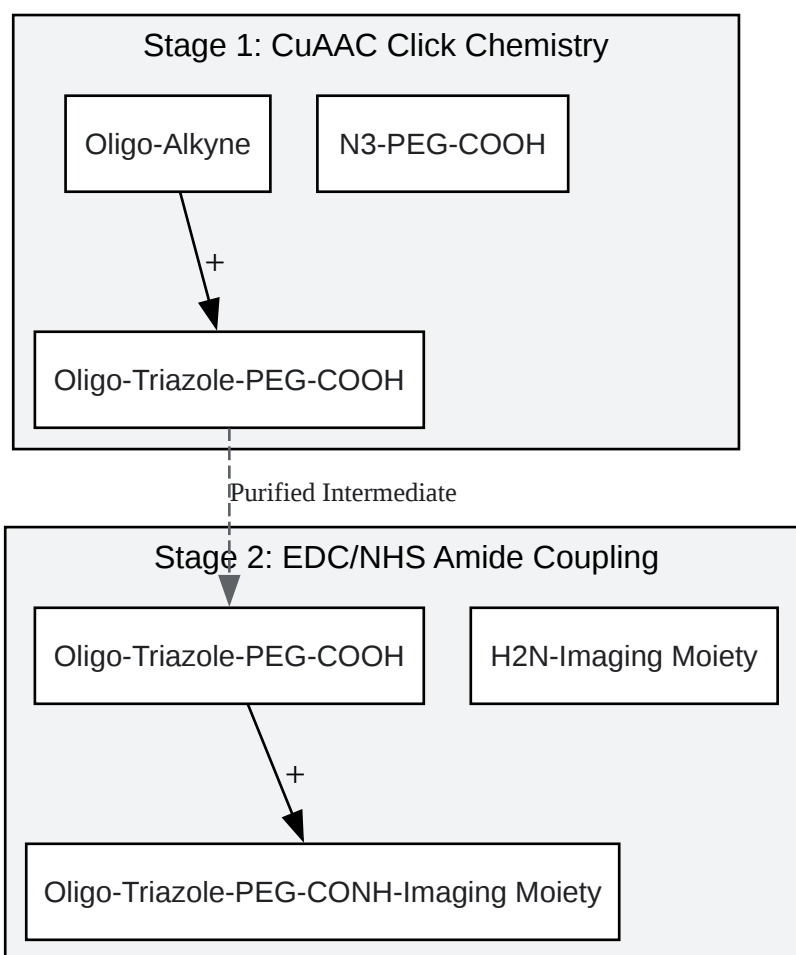 Stage 1: CuAAC Click Chemistry
Oligo-Alkyne
N3-PEG-COOH
+
Oligo-Triazole-PEG-COOH
Purified Intermediate
Stage 2: EDC/NHS Amide Coupling
Oligo-Triazole-PEG-COOH
H2N-Imaging Moiety
+
Oligo-Triazole-PEG-CONH-Imaging Moiety